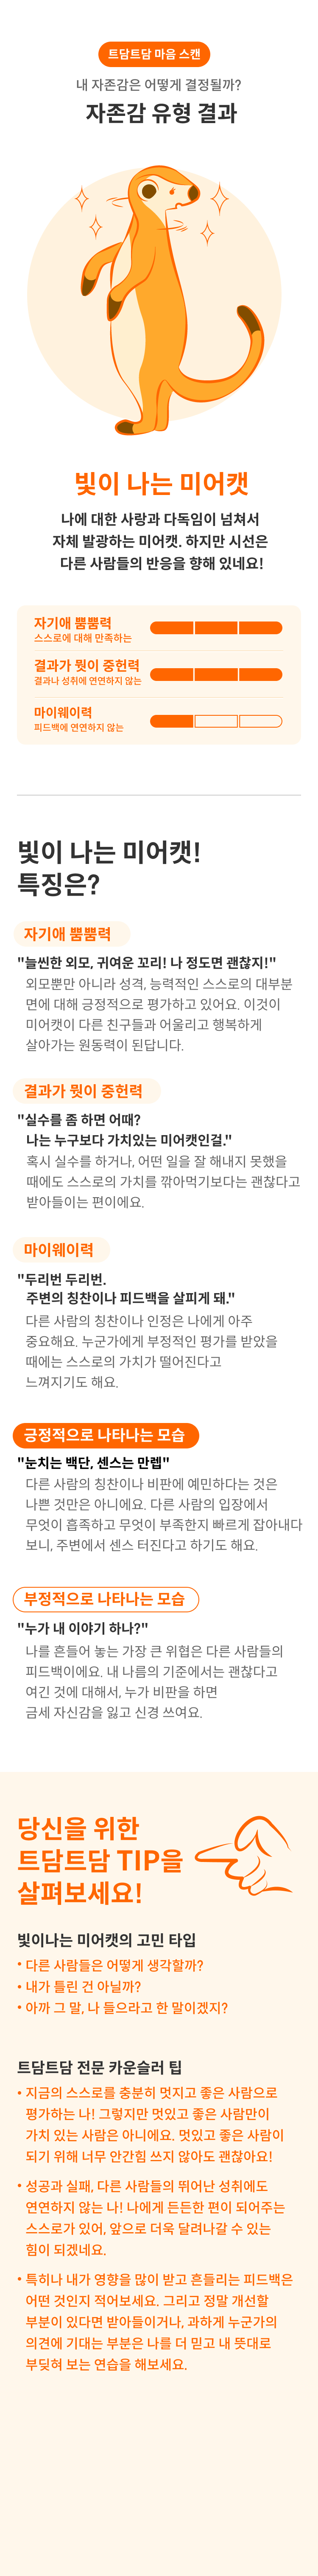 트담트담 마음 스캔
내 자존감은 어떻게 결정될까?
자존감 유형 결과
빛이 나는 미어캣
나에 대한 사랑과 다독임이 넘쳐서
자체 발광하는 미어캣. 하지만 시선은
다른 사람들의 반응을 향해 있네요!
자기애 뿜뿜력
스스로에 대해 만족하는
결과가 뭣이 중헌력
결과나 성취에 연연하지 않는
마이웨이력
피드백에 연연하지 않는
빛이 나는 미어캣!
특징은?
자기애 뿜뿜력
"늘씬한 외모, 귀여운 꼬리! 나 정도면 괜찮지!"
외모뿐만 아니라 성격, 능력적인 스스로의 대부분
면에 대해 긍정적으로 평가하고 있어요. 이것이
미어캣이 다른 친구들과 어울리고 행복하게
살아가는 원동력이 된답니다.
결과가 뭣이 중헌력
"실수를 좀 하면 어때?
나는 누구보다 가치있는 미어캣인걸."
혹시 실수를 하거나, 어떤 일을 잘 해내지 못했을
때에도 스스로의 가치를 깎아먹기보다는 괜찮다고
받아들이는 편이에요.
마이웨이력
"두리번 두리번.
주변의 칭찬이나 피드백을 살피게 돼."
다른 사람의 칭찬이나 인정은 나에게 아주
중요해요. 누군가에게 부정적인 평가를 받았을
때에는 스스로의 가치가 떨어진다고
느껴지기도 해요.
긍정적으로 나타나는 모습
"눈치는 백단, 센스는 만렙"
다른 사람의 칭찬이나 비판에 예민하다는 것은
나쁜 것만은 아니에요. 다른 사람의 입장에서
무엇이 흡족하고 무엇이 부족한지 빠르게 잡아내다
보니, 주변에서 센스 터진다고 하기도 해요.
부정적으로 나타나는 모습
"누가 내 이야기 하나?"
나를 흔들어 놓는 가장 큰 위협은 다른 사람들의
피드백이에요. 내 나름의 기준에서는 괜찮다고
여긴 것에 대해서, 누가 비판을 하면
금세 자신감을 잃고 신경 쓰여요.
당신을 위한
트담트담 TIP을
살펴보세요!
빛이나는 미어캣의 고민 타입
• 다른 사람들은 어떻게 생각할까?
• 내가 틀린 건 아닐까?
• 아까 그 말, 나 들으라고 한 말이겠지?
트담트담 전문 카운슬러 팁
• 지금의 스스로를 충분히 멋지고 좋은 사람으로
평가하는 나! 그렇지만 멋있고 좋은 사람만이
가치 있는 사람은 아니에요. 멋있고 좋은 사람이
되기 위해 너무 안간힘 쓰지 않아도 괜찮아요!
• 성공과 실패, 다른 사람들의 뛰어난 성취에도
연연하지 않는 나! 나에게 든든한 편이 되어주는
스스로가 있어, 앞으로 더욱 달려나갈 수 있는
힘이 되겠네요.
• 특히나 내가 영향을 많이 받고 흔들리는 피드백은
어떤 것인지 적어보세요. 그리고 정말 개선할
부분이 있다면 받아들이거나, 과하게 누군가의
의견에 기대는 부분은 나를 더 믿고 내 뜻대로
부딪혀 보는 연습을 해보세요.